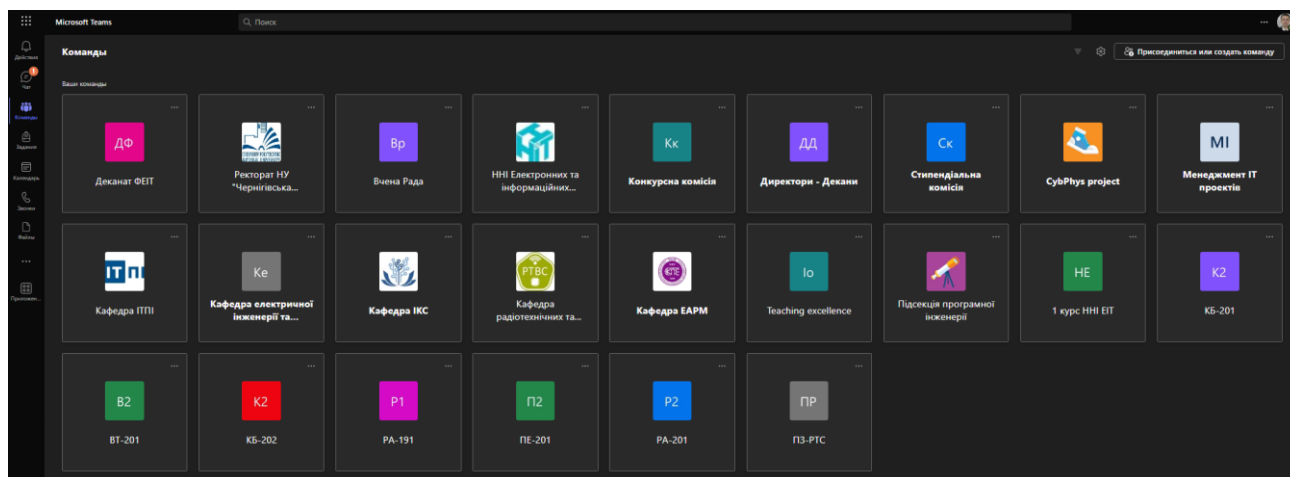 Microsoft Teams
Поиск
Действия
Чат
1
Команды
Задания
Календарь
Звонки
Файлы
Приложен...
Команды
Присоединиться или создать команду
Ваши команды
ДФ
Деканат ФЕІТ
Ректорат НУ
"Чернігівська...
Вр
Вчена Рада
ННІ Електронних та
інформаційних...
Кк
Конкурсна комісія
ДД
Директори - Декани
Ск
Стипендіальна
комісія
CybPhys project
МІ
Менеджмент ІТ
проектів
ІТПІ
Кафедра ІТПІ
Ке
Кафедра електричної
інженерії та...
Кафедра ІКС
РТВС
Кафедра
радіотехнічних та...
Кафедра ЕАРМ
Io
Teaching excellence
Підсекція програмної
інженерії
НЕ
1 курс ННІ ЕІТ
К2
КБ-201
В2
ВТ-201
К2
КБ-202
Р1
РА-191
П2
ПЕ-201
Р2
РА-201
ПР
ПЗ-РТС